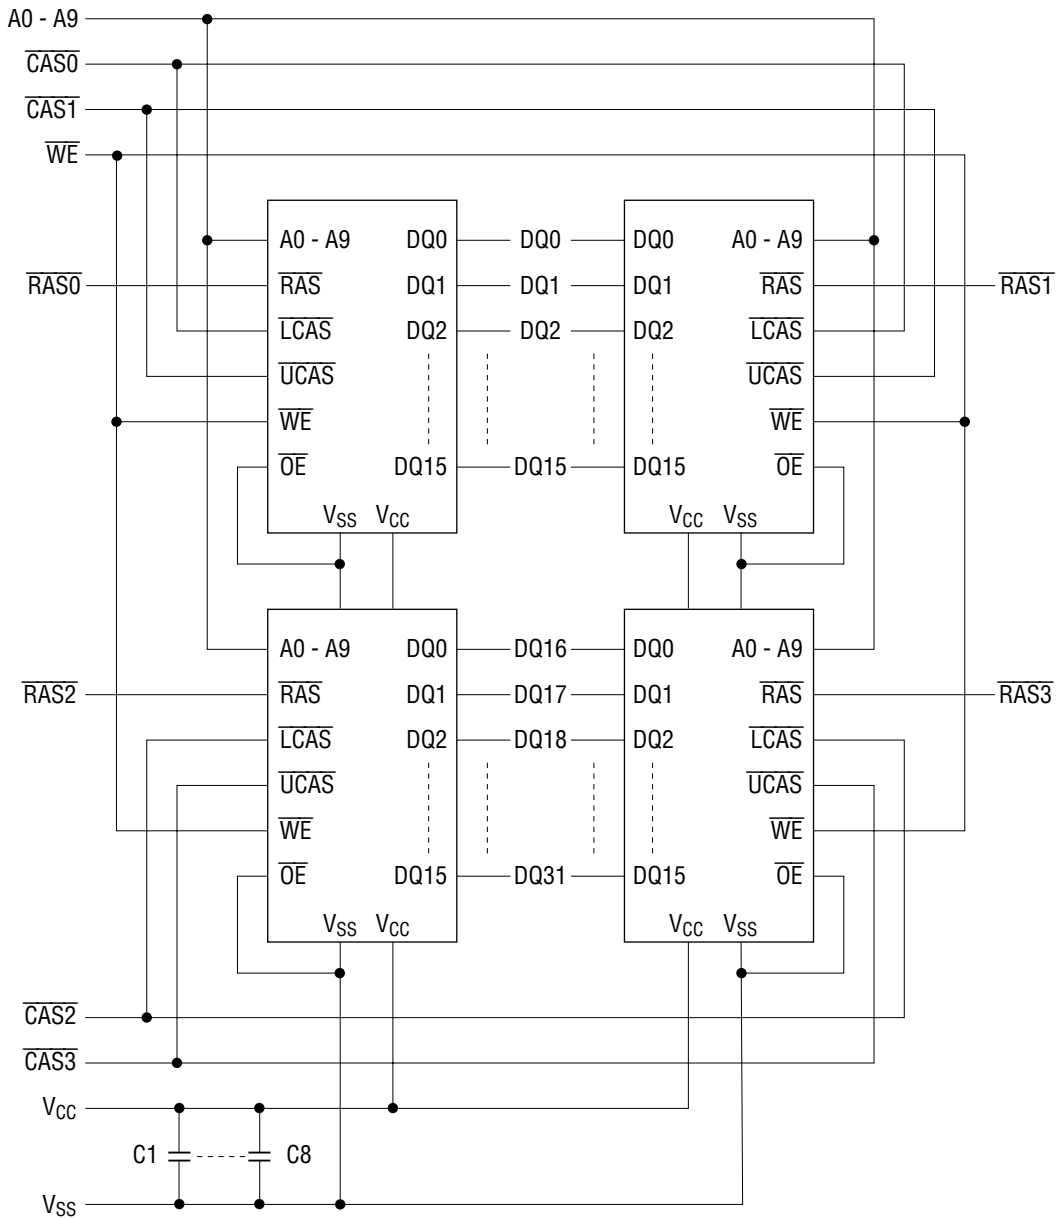 A0 - A9
CAS0
CAS1
WE
A0 - A9 DQ0 DQ0 DQ0 A0 - A9
RAS0 RAS DQ1 DQ1 DQ1 RAS RAS1
LCAS DQ2 DQ2 DQ2 LCAS
UCAS UCAS
WE WE
OE DQ15 DQ15 DQ15 OE
VSS VCC VCC VSS
A0 - A9 DQ0 DQ16 DQ0 A0 - A9
RAS2 RAS DQ1 DQ17 DQ1 RAS RAS3
LCAS DQ2 DQ18 DQ2 LCAS
UCAS UCAS
WE WE
OE DQ15 DQ31 DQ15 OE
VSS VCC VCC VSS
CAS2
CAS3
VCC
C1 C8
VSS